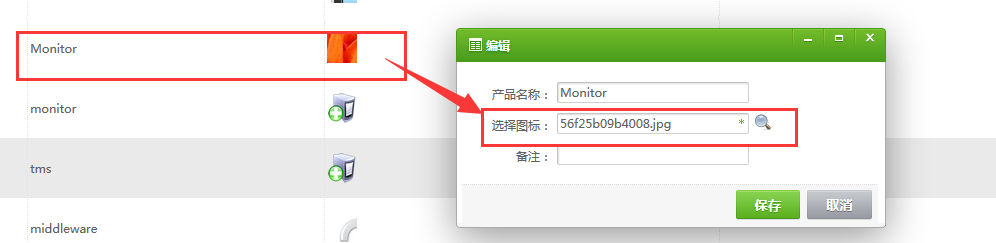 Monitor
monitor
tms
middleware
编辑
产品名称：
Monitor
选择图标：
56f25b09b4008.jpg
*
备注：
保存
取消